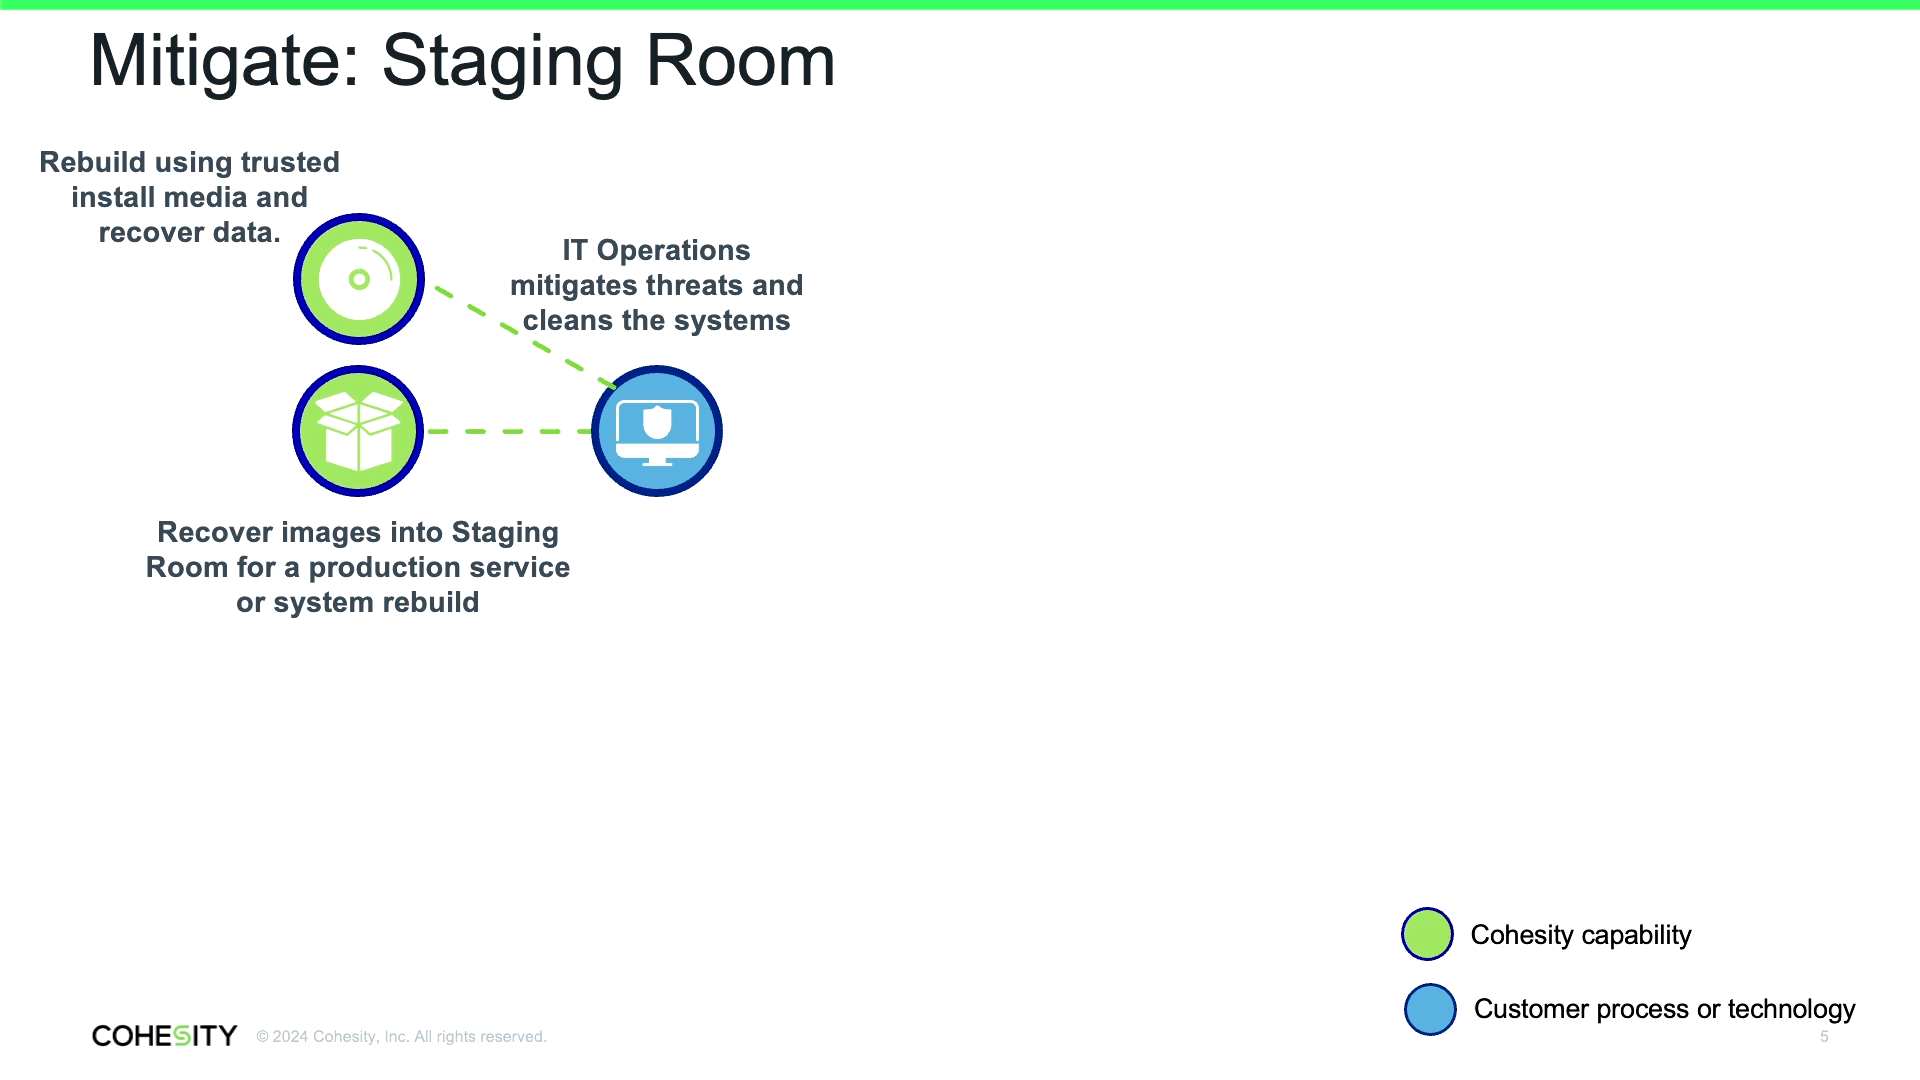 Mitigate: Staging Room
Rebuild using trusted
install media and
recover data.
IT Operations
mitigates threats and
cleans the systems
Recover images into Staging
Room for a production service
or system rebuild
Cohesity capability
Customer process or technology
COHESITY © 2024 Cohesity, Inc. All rights reserved.
5